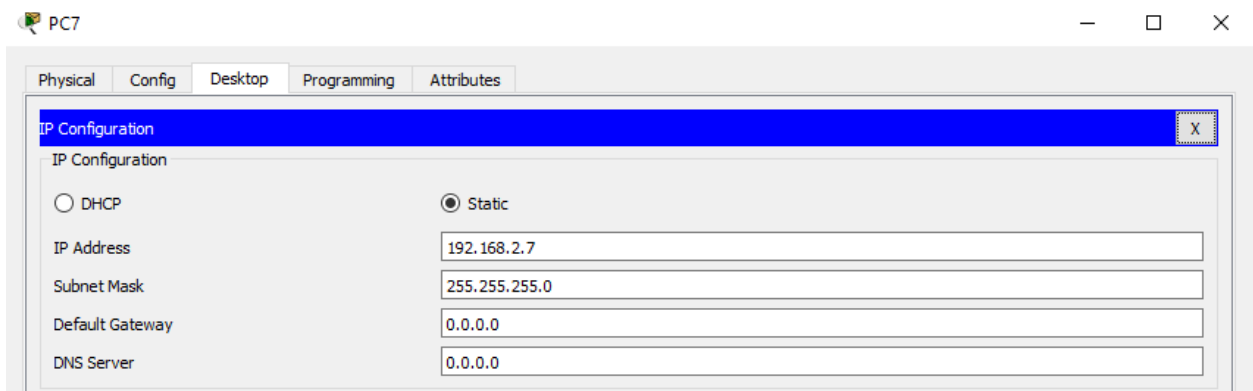 PC7
Physical Config Desktop Programming Attributes
IP Configuration X
IP Configuration
DHCP Static
IP Address 192.168.2.7
Subnet Mask 255.255.255.0
Default Gateway 0.0.0.0
DNS Server 0.0.0.0